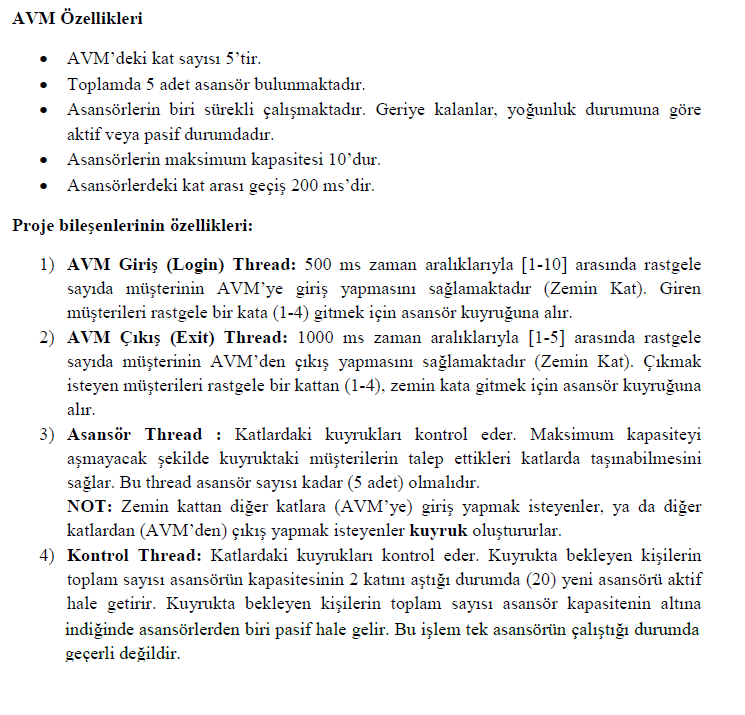 AVM Özellikleri
• AVM'deki kat sayısı 5'tir.
• Toplamda 5 adet asansör bulunmaktadır.
• Asansörlerin biri sürekli çalışmaktadır. Geriye kalanlar, yoğunluk durumuna göre
aktif veya pasif durumdadır.
• Asansörlerin maksimum kapasitesi 10'dur.
• Asansörlerdeki kat arası geçiş 200 ms'dir.
Proje bileşenlerinin özellikleri:
1) AVM Giriş (Login) Thread: 500 ms zaman aralıklarıyla [1-10] arasında rastgele
sayıda müşterinin AVM'ye giriş yapmasını sağlamaktadır (Zemin Kat). Giren
müşterileri rastgele bir kata (1-4) gitmek için asansör kuyruğuna alır.
2) AVM Çıkış (Exit) Thread: 1000 ms zaman aralıklarıyla [1-5] arasında rastgele
sayıda müşterinin AVM'den çıkış yapmasını sağlamaktadır (Zemin Kat). Çıkmak
isteyen müşterileri rastgele bir kattan (1-4), zemin kata gitmek için asansör kuyruğuna
alır.
3) Asansör Thread : Katlardaki kuyrukları kontrol eder. Maksimum kapasiteyi
aşmayacak şekilde kuyruktaki müşterilerin talep ettikleri katlarda taşınabilmesini
sağlar. Bu thread asansör sayısı kadar (5 adet) olmalıdır.
NOT: Zemin kattan diğer katlara (AVM'ye) giriş yapmak isteyenler, ya da diğer
katlardan (AVM'den) çıkış yapmak isteyenler kuyruk oluştururlar.
4) Kontrol Thread: Katlardaki kuyrukları kontrol eder. Kuyrukta bekleyen kişilerin
toplam sayısı asansörün kapasitesinin 2 katını aştığı durumda (20) yeni asansörü aktif
hale getirir. Kuyrukta bekleyen kişilerin toplam sayısı asansör kapasitenin altına
indiğinde asansörlerden biri pasif hale gelir. Bu işlem tek asansörün çalıştığı durumda
geçerli değildir.